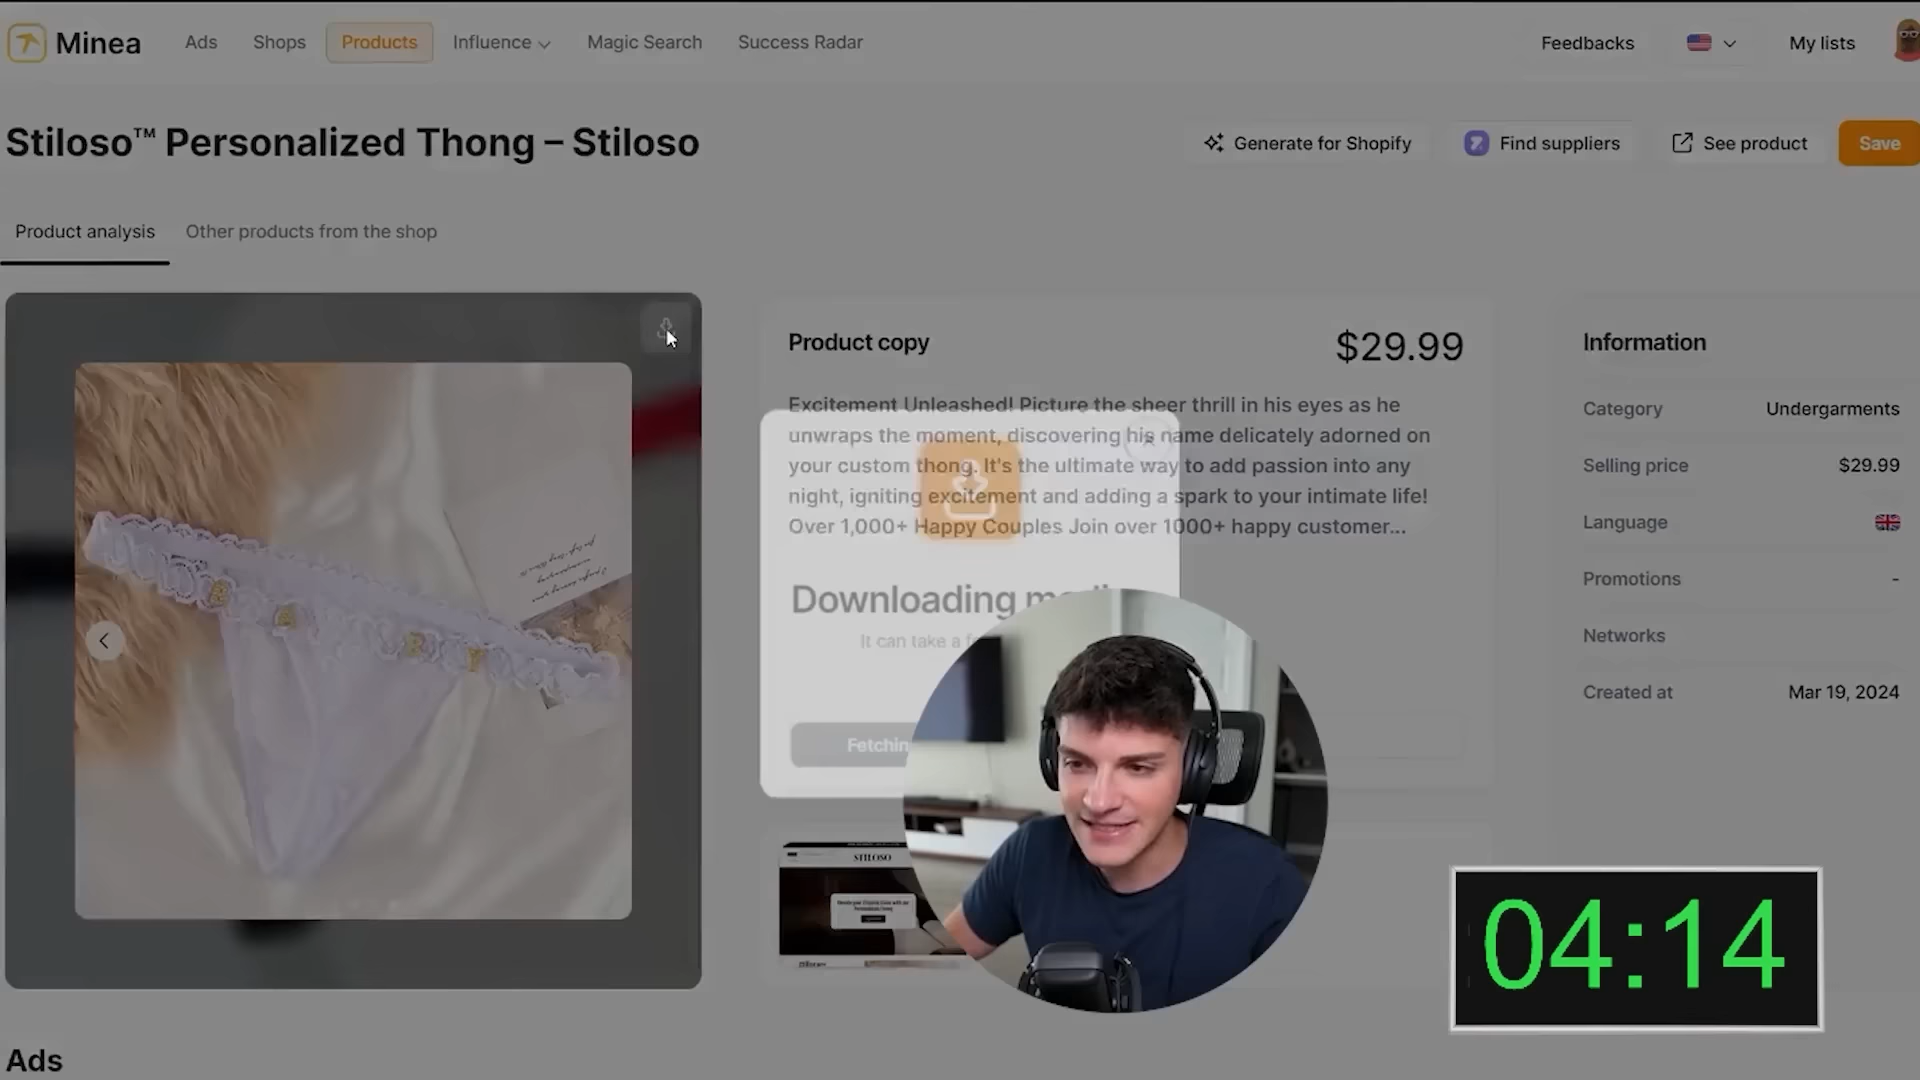 Minea
Ads
Shops
Products
Influence
Magic Search
Success Radar
Feedbacks
My lists
Stiloso™ Personalized Thong – Stiloso
Generate for Shopify
Find suppliers
See product
Save
Product analysis
Other products from the shop
Product copy
$29.99
Excitement Unleashed! Picture the sheer thrill in his eyes as he
unwraps the moment, discovering his name delicately adorned on
your custom thong. It's the ultimate way to add passion into any
night, igniting excitement and adding a spark to your intimate life!
Over 1,000+ Happy Couples Join over 1000+ happy customer...
Downloading
It can take a
Fetchin
STILOSO
Information
Category
Undergarments
Selling price
$29.99
Language
Promotions
-
Networks
Created at
Mar 19, 2024
04:14
Ads